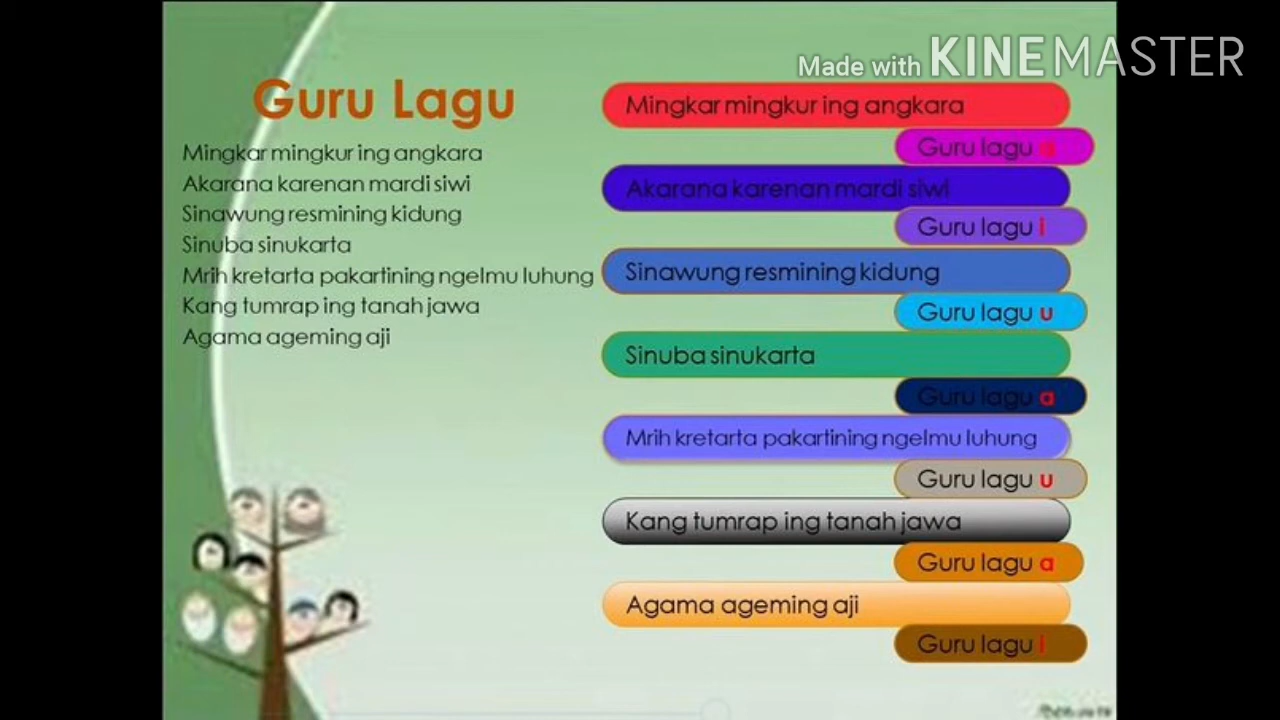 Made with KINEMASTER
Guru Lagu
Mingkar mingkur ing angkara
Akarana karenan mardi siwi
Sinawung resmining kidung
Sinuba sinukarta
Mrih kretarta pakartining ngelmu luhung
Kang tumrap ing tanah jawa
Agama ageming aji
Mingkar mingkur ing angkara
Guru lagu a
Akarana karenan mardi siwi
Guru lagu i
Sinawung resmining kidung
Guru lagu u
Sinuba sinukarta
Guru lagu a
Mrih kretarta pakartining ngelmu luhung
Guru lagu u
Kang tumrap ing tanah jawa
Guru lagu a
Agama ageming aji
Guru lagu i